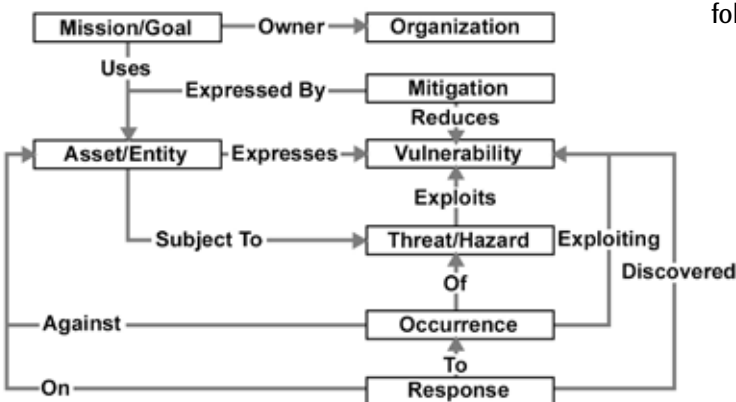 fol
Mission/Goal Owner Organization
Uses
Expressed By Mitigation
Reduces
Asset/Entity Expresses Vulnerability
Exploits
Subject To Threat/Hazard Exploiting
Discovered
Of
Against Occurrence
To
On Response